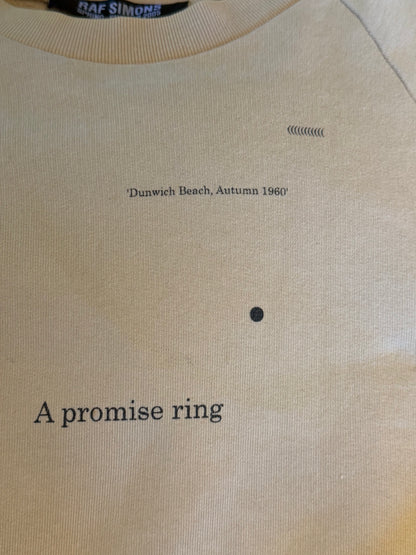 RAF SIMONS
((((((((((((
'Dunwich Beach, Autumn 1960'
A promise ring